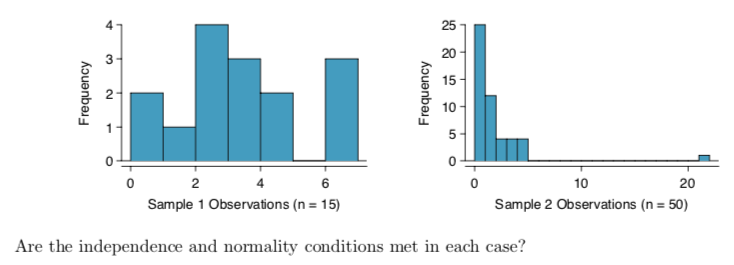 4
3
2
1
0
Frequency
0 2 4 6
Sample 1 Observations (n = 15)
25
20
15
10
5
0
Frequency
0 10 20
Sample 2 Observations (n = 50)
Are the independence and normality conditions met in each case?